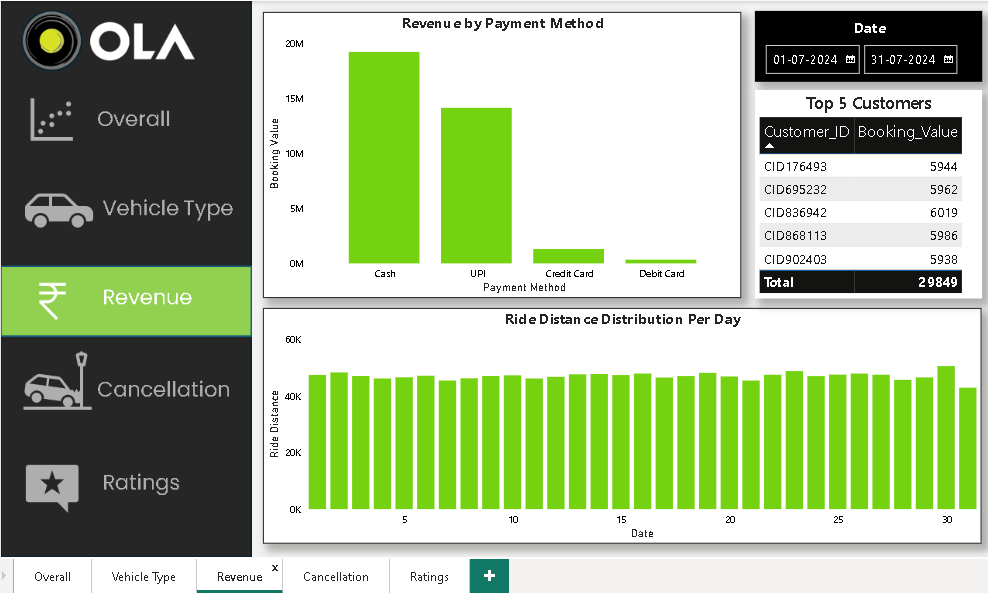 OLA
Overall
Vehicle Type
₹ Revenue
Cancellation
Ratings
Revenue by Payment Method
20M
15M
10M
5M
0M
Booking Value
Cash UPI Credit Card Debit Card
Payment Method
Date
01-07-2024 31-07-2024
Top 5 Customers
Customer_ID Booking_Value
CID176493 5944
CID695232 5962
CID836942 6019
CID868113 5986
CID902403 5938
Total 29849
Ride Distance Distribution Per Day
60K
40K
20K
0K
Ride Distance
5 10 15 20 25 30
Date
Overall Vehicle Type Revenue x Cancellation Ratings +